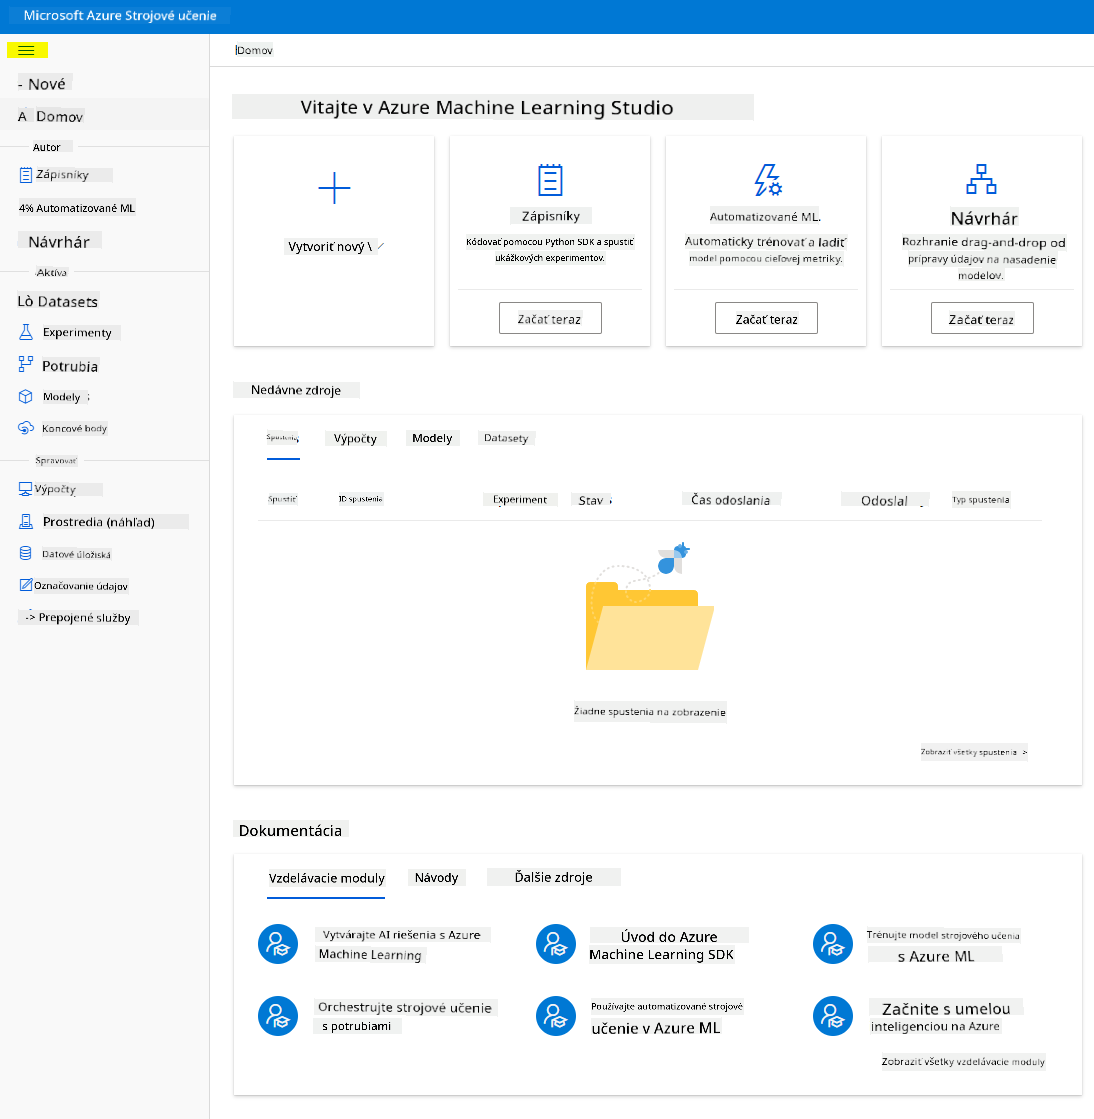 Microsoft Azure Strojové učenie
Domov
- Nové
A Domov
Autor
Zápisníky
4% Automatizované ML
Návrhár
Aktíva
Lò Datasets
Experimenty
Potrubia
Modely
Koncové body
Spravovať
Výpočty
Prostredia (náhľad)
Datové úložiská
Označovanie údajov
-> Prepojené služby
Vitajte v Azure Machine Learning Studio
Vytvoriť nový \
Zápisníky
Kódovať pomocou Python SDK a spustiť
ukážkových experimentov.
Začať teraz
Automatizované ML.
Automaticky trénovať a ladiť
model pomocou cieľovej metriky.
Začať teraz
Návrhár
Rozhranie drag-and-drop od
prípravy údajov na nasadenie
modelov.
Začať teraz
Nedávne zdroje
Spustenia Výpočty Modely Datasety
Spustiť ID spustenia Experiment Stav Čas odoslania Odoslal Typ spustenia
Žiadne spustenia na zobrazenie
Zobraziť všetky spustenia >
Dokumentácia
Vzdelávacie moduly Návody Ďalšie zdroje
Vytvárajte AI riešenia s Azure
Machine Learning
Úvod do Azure
Machine Learning SDK
Trénujte model strojového učenia
s Azure ML
Orchestrujte strojové učenie
s potrubiami
Používajte automatizované strojové
učenie v Azure ML
Začnite s umelou
inteligenciou na Azure
Zobraziť všetky vzdelávacie moduly